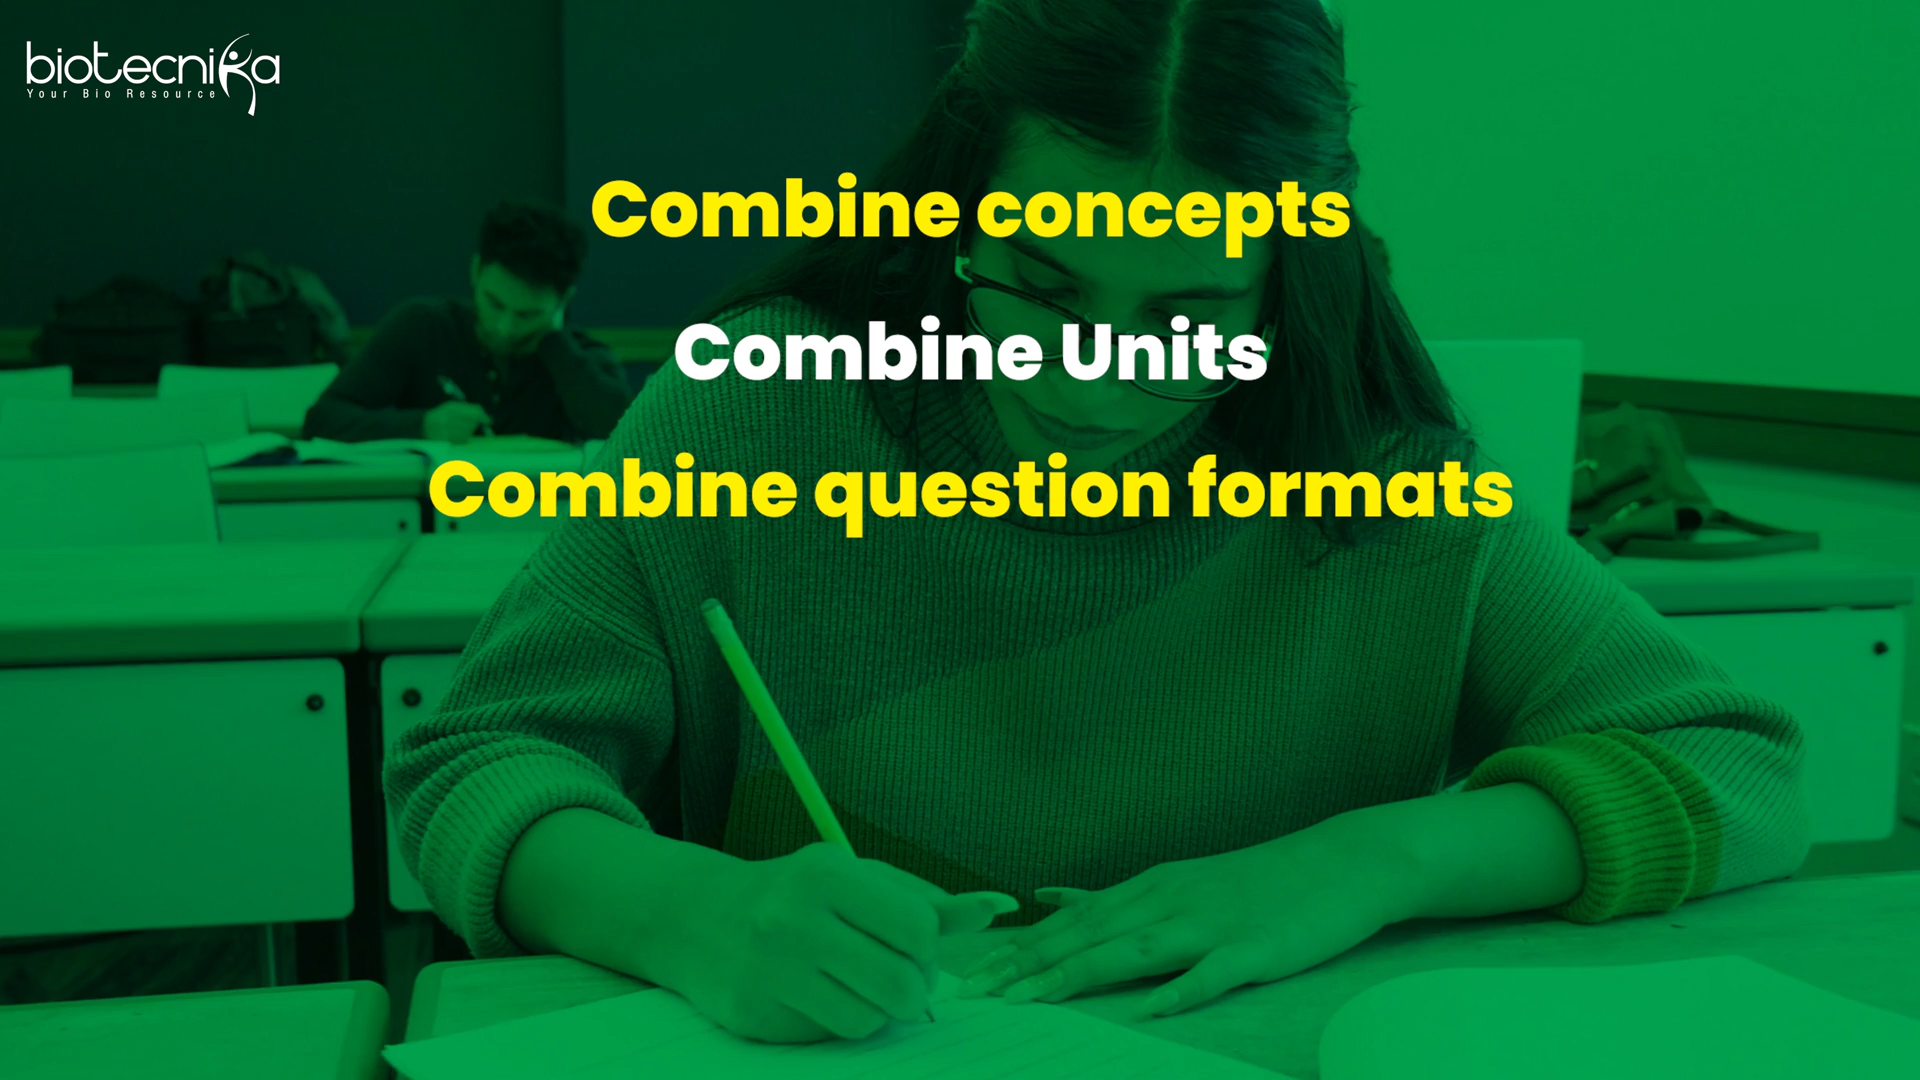 biotecnika
Your Bio Resource
Combine concepts
Combine Units
Combine question formats